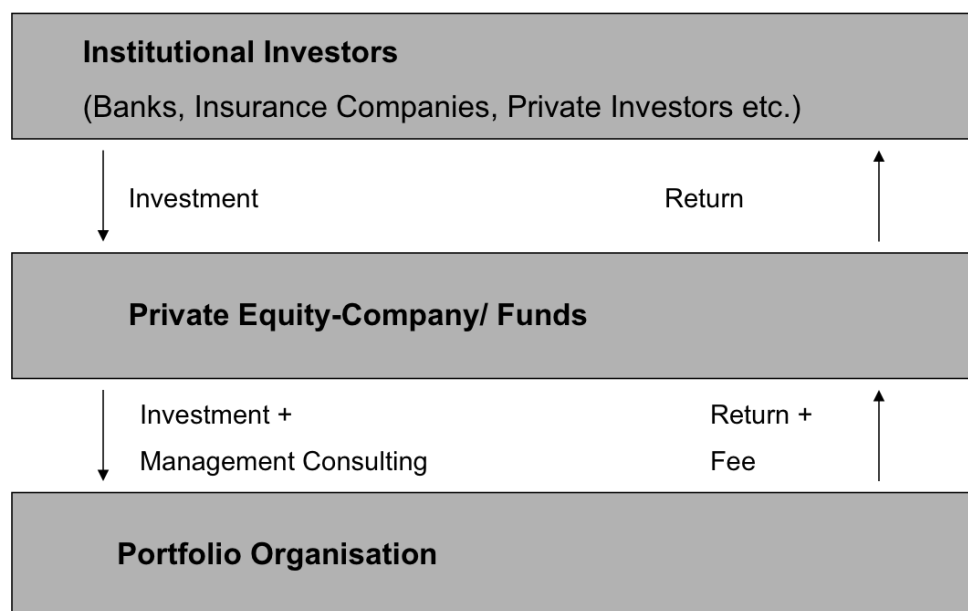 Institutional Investors
(Banks, Insurance Companies, Private Investors etc.)
Investment
Return
Private Equity-Company/ Funds
Investment +
Management Consulting
Return +
Fee
Portfolio Organisation